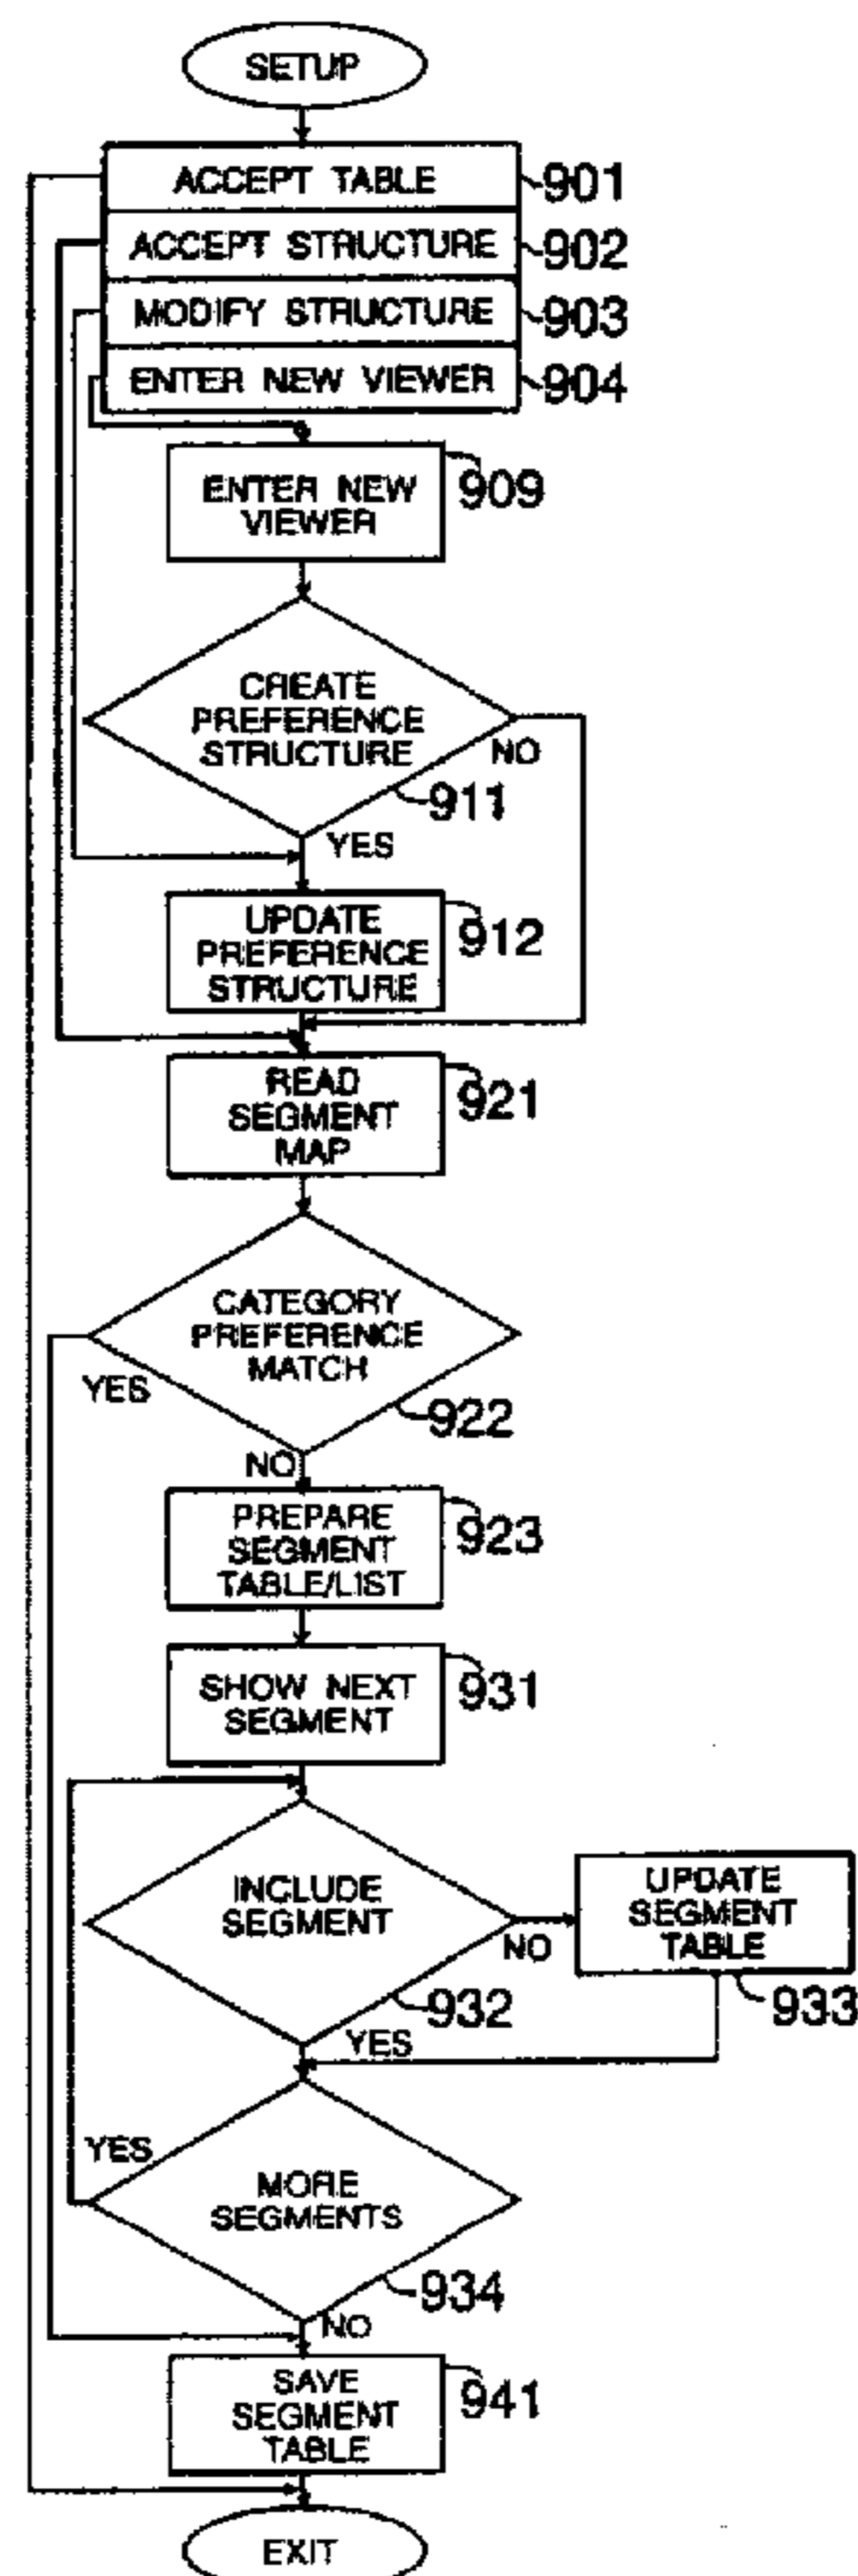 SETUP
ACCEPT TABLE
901
ACCEPT STRUCTURE
902
MODIFY STRUCTURE
903
ENTER NEW VIEWER
904
ENTER NEW
VIEWER
909
CREATE
PREFERENCE
STRUCTURE
NO
911
YES
UPDATE
PREFERENCE
STRUCTURE
912
READ
SEGMENT
MAP
921
CATEGORY
PREFERENCE
MATCH
YES
922
NO
PREPARE
SEGMENT
TABLE/LIST
923
SHOW NEXT
SEGMENT
931
INCLUDE
SEGMENT
NO
932
YES
UPDATE
SEGMENT
TABLE
933
YES
MORE
SEGMENTS
934
NO
SAVE
SEGMENT
TABLE
941
EXIT